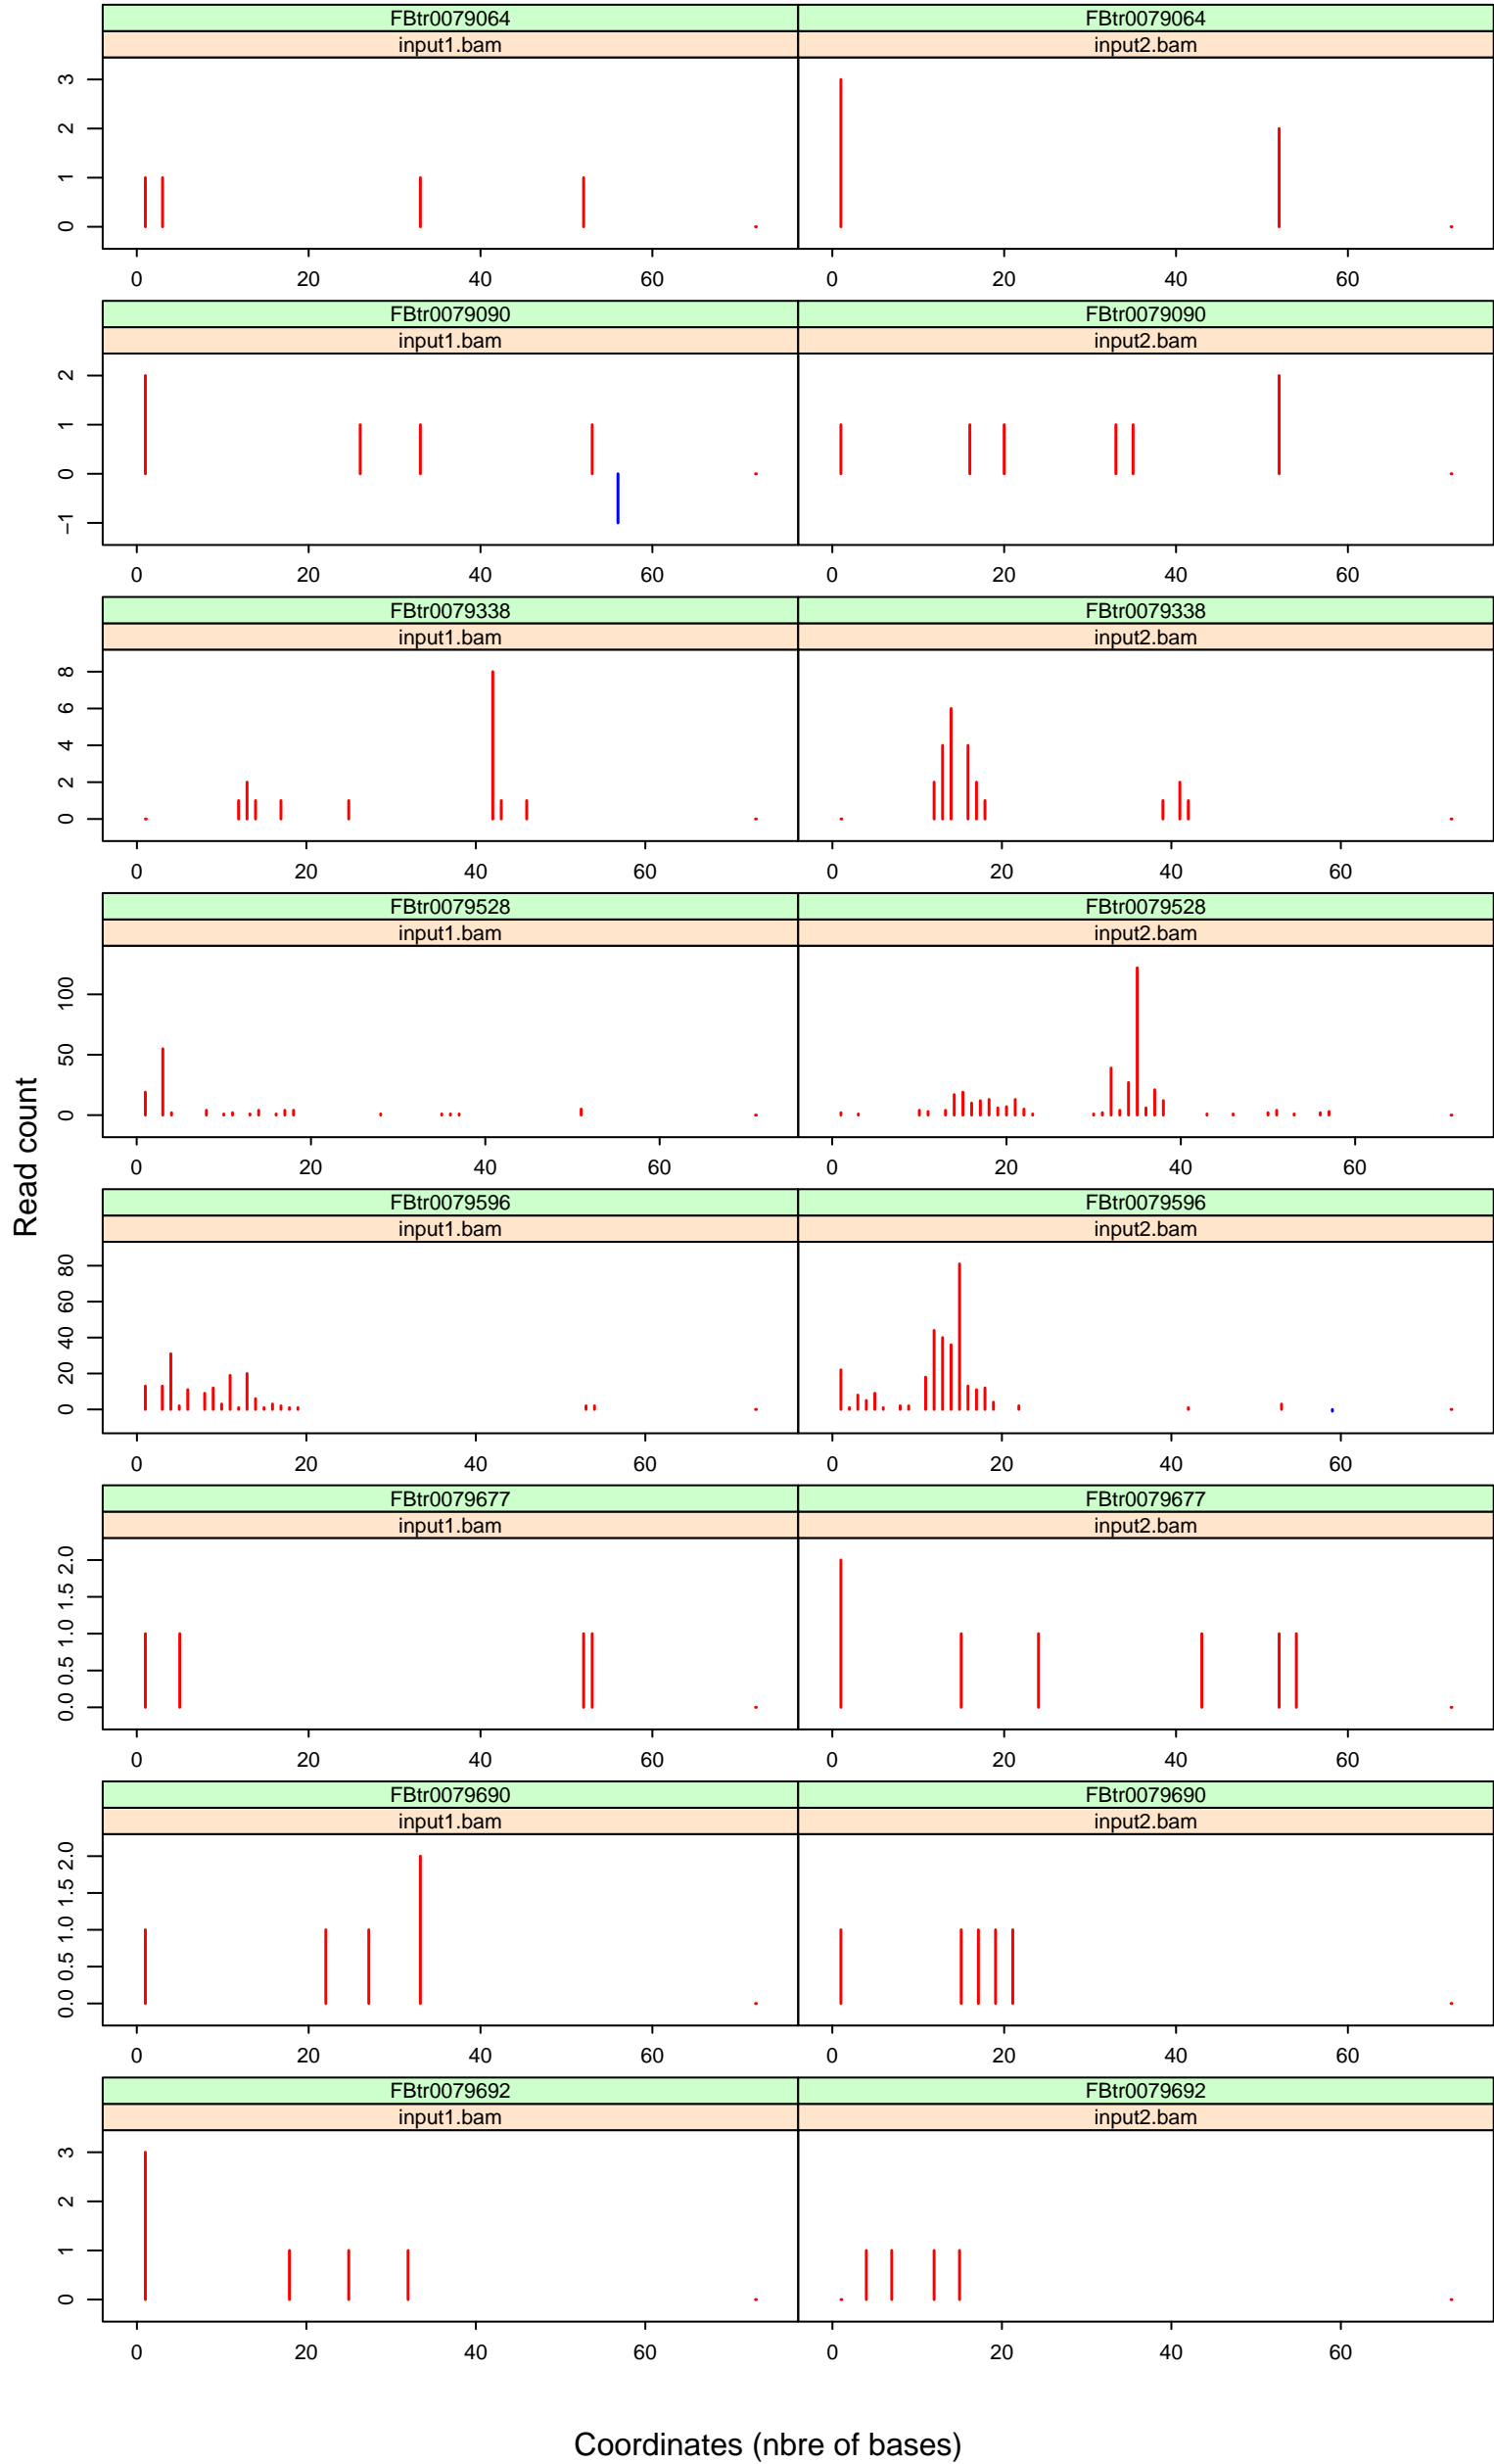 FBtr0079064 FBtr0079064
input1.bam input2.bam
3
2
1
0
0 20 40 60 0 20 40 60
FBtr0079090 FBtr0079090
input1.bam input2.bam
2
1
0
−1
0 20 40 60 0 20 40 60
FBtr0079338 FBtr0079338
input1.bam input2.bam
8
6
4
2
0
0 20 40 60 0 20 40 60
FBtr0079528 FBtr0079528
input1.bam input2.bam
100
50
0
0 20 40 60 0 20 40 60
Read count
FBtr0079596 FBtr0079596
input1.bam input2.bam
80
60
40
20
0
0 20 40 60 0 20 40 60
FBtr0079677 FBtr0079677
input1.bam input2.bam
2.0
1.5
1.0
0.5
0.0
0 20 40 60 0 20 40 60
FBtr0079690 FBtr0079690
input1.bam input2.bam
2.0
1.5
1.0
0.5
0.0
0 20 40 60 0 20 40 60
FBtr0079692 FBtr0079692
input1.bam input2.bam
3
2
1
0
0 20 40 60 0 20 40 60
Coordinates (nbre of bases)